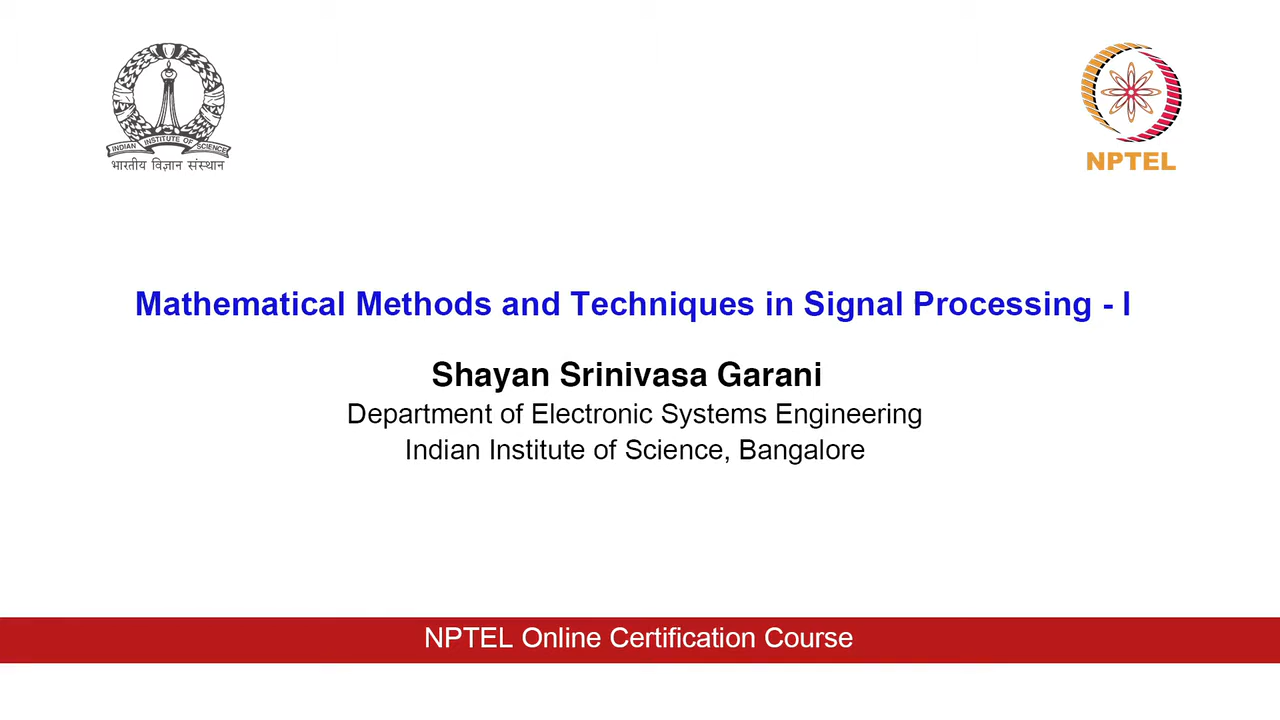 INDIAN INSTITUTE OF SCIENCE
भारतीय विज्ञान संस्थान
NPTEL
Mathematical Methods and Techniques in Signal Processing - I
Shayan Srinivasa Garani
Department of Electronic Systems Engineering
Indian Institute of Science, Bangalore
NPTEL Online Certification Course